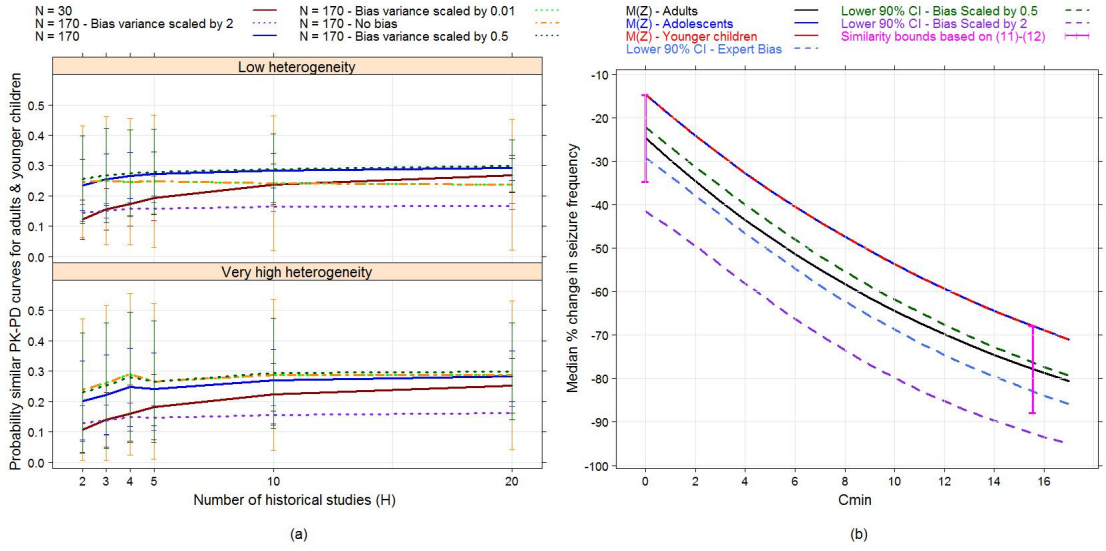 N = 30
N = 170 - Bias variance scaled by 2
N = 170
N = 170 - Bias variance scaled by 0.01
N = 170 - No bias
N = 170 - Bias variance scaled by 0.5
Probability similar PK-PD curves for adults & younger children
Low heterogeneity
0.5
0.4
0.3
0.2
0.1
0.0
Very high heterogeneity
0.5
0.4
0.3
0.2
0.1
0.0
2 3 4 5 10 20
Number of historical studies (H)
(a)
M(Z) - Adults
M(Z) - Adolescents
M(Z) - Younger children
Lower 90% CI - Expert Bias
Lower 90% CI - Bias Scaled by 0.5
Lower 90% CI - Bias Scaled by 2
Similarity bounds based on (11)-(12)
Median % change in seizure frequency
-10
-20
-30
-40
-50
-60
-70
-80
-90
-100
0 2 4 6 8 10 12 14 16
Cmin
(b)